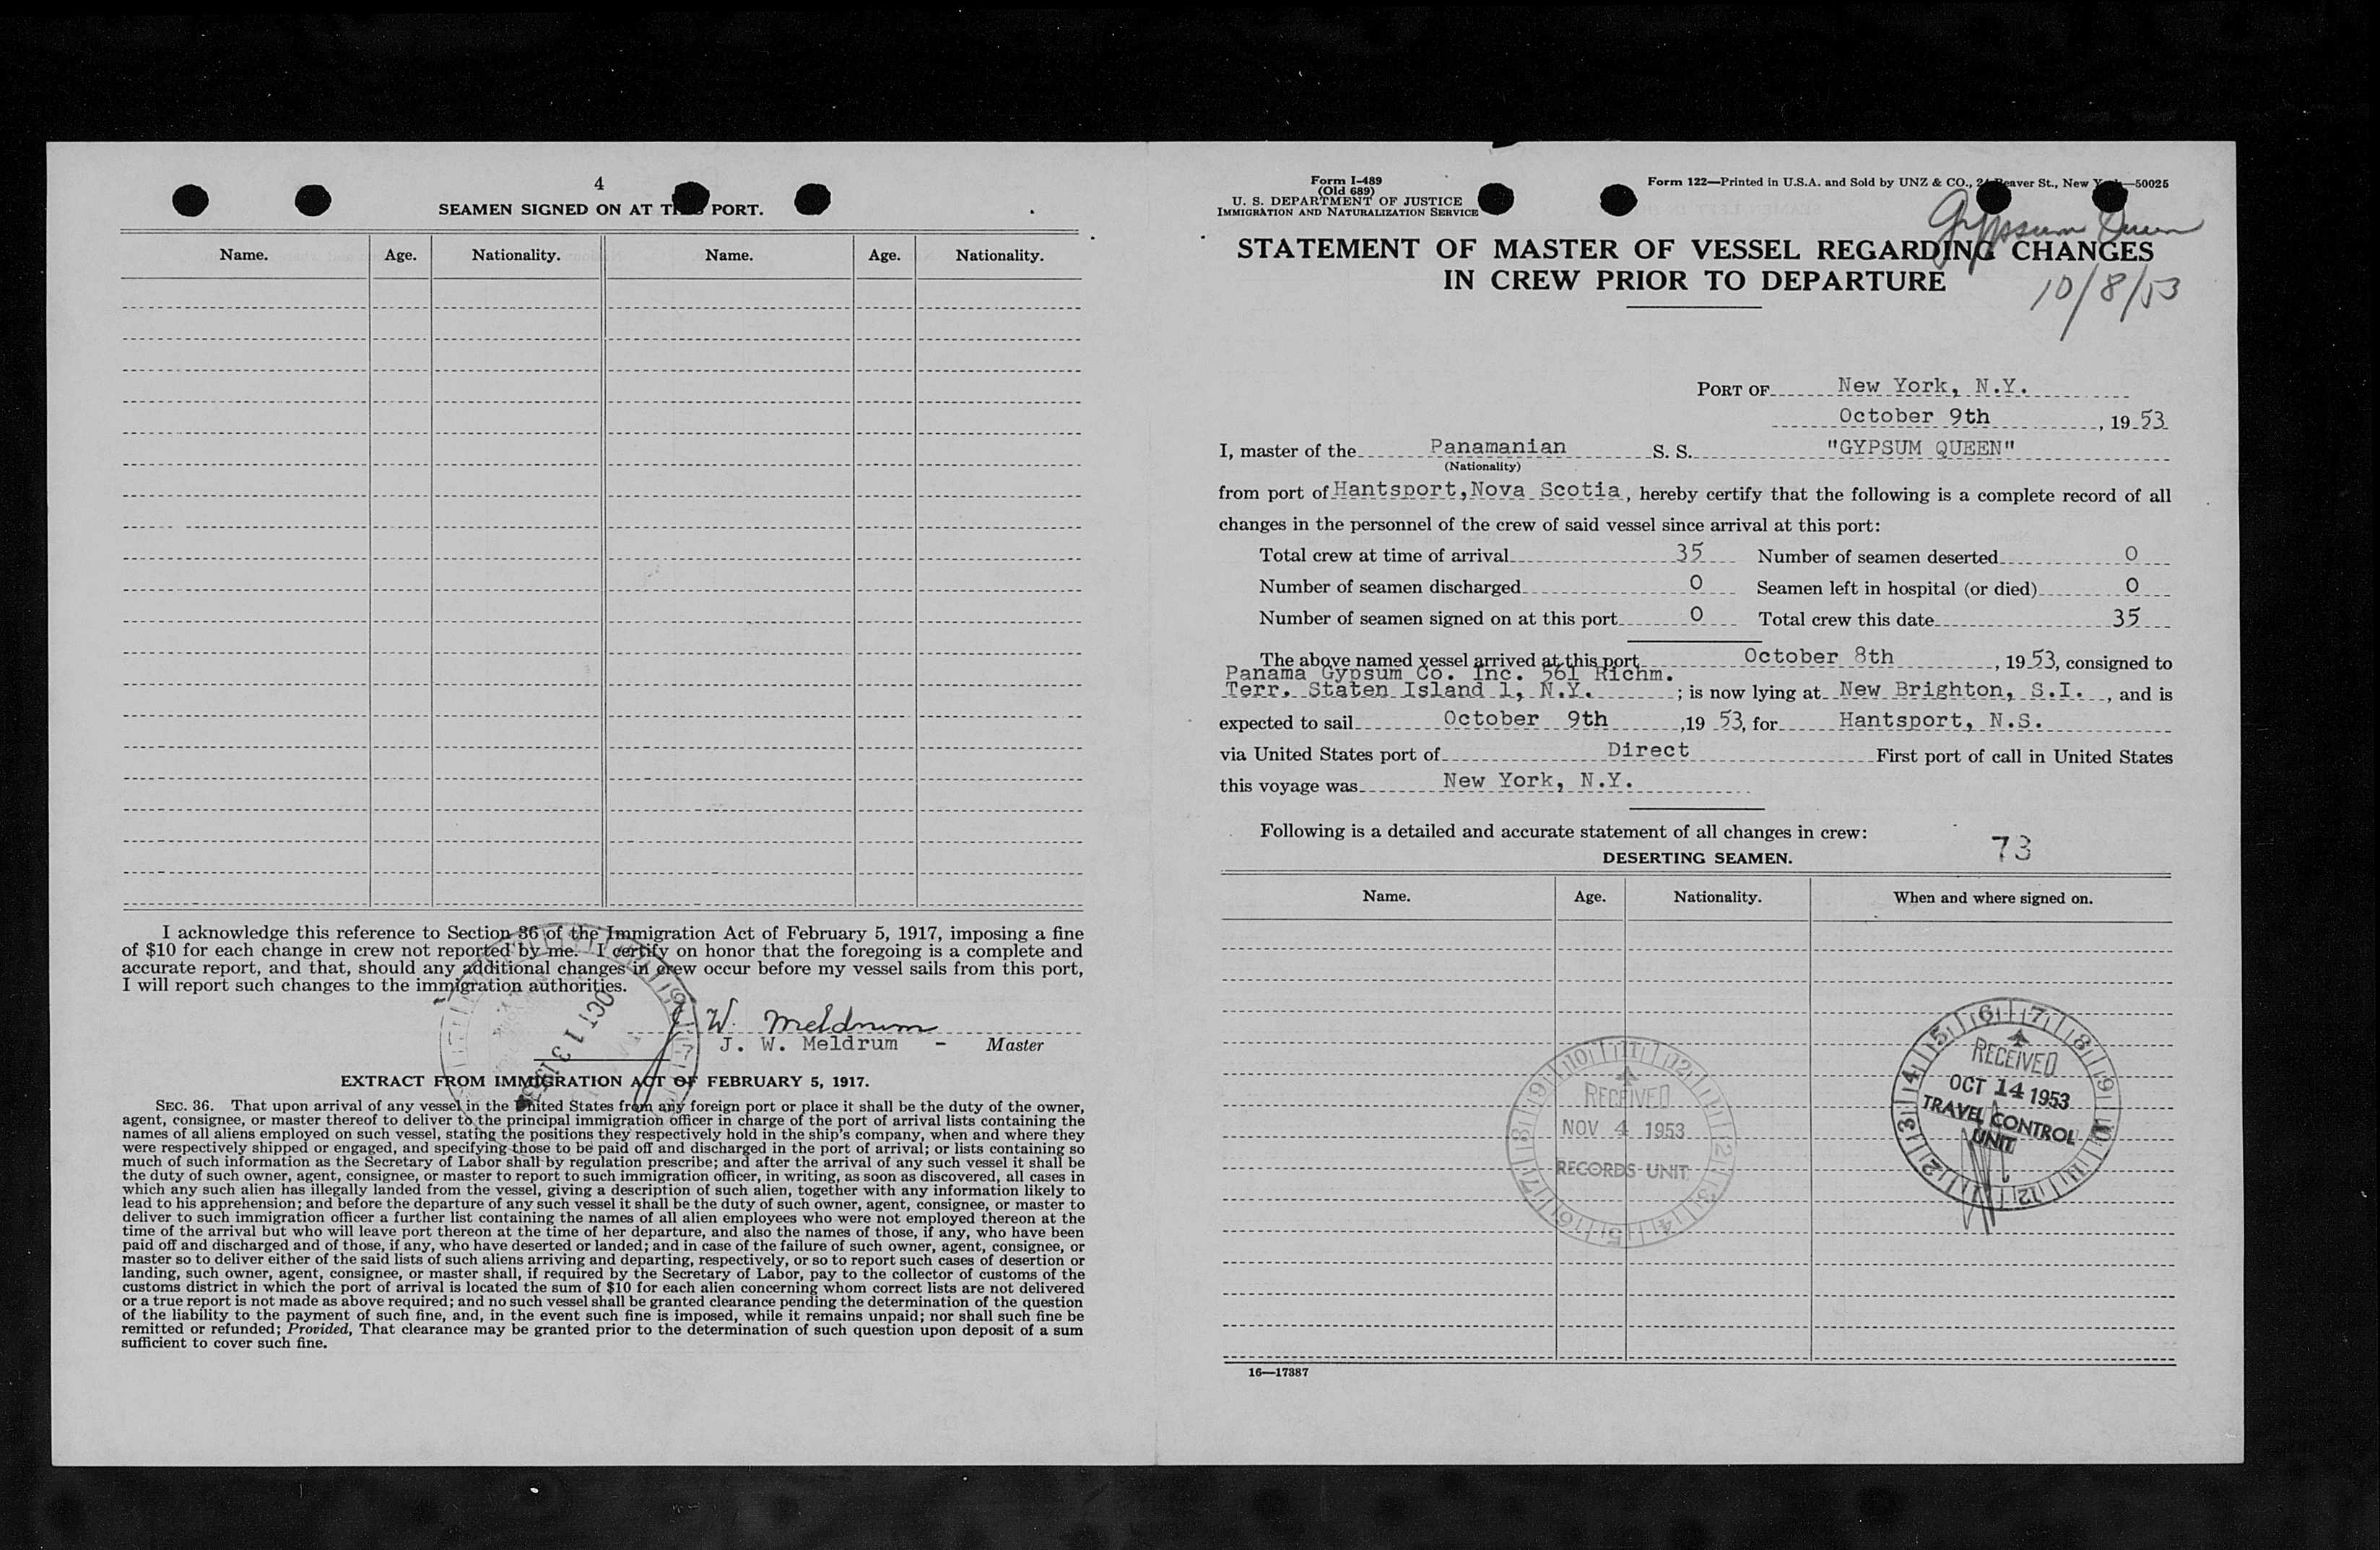 4
SEAMEN SIGNED ON AT THIS PORT.
Name. Age. Nationality. Name. Age. Nationality.
I acknowledge this reference to Section 36 of the Immigration Act of February 5, 1917, imposing a fine
of $10 for each change in crew not reported by me. I certify on honor that the foregoing is a complete and
accurate report, and that, should any additional changes in crew occur before my vessel sails from this port,
I will report such changes to the immigration authorities.
OCT 13 1953
J. W. Meldrum
J. W. Meldrum - Master
EXTRACT FROM IMMIGRATION ACT OF FEBRUARY 5, 1917.
SEC. 36. That upon arrival of any vessel in the United States from any foreign port or place it shall be the duty of the owner,
agent, consignee, or master thereof to deliver to the principal immigration officer in charge of the port of arrival lists containing the
names of all aliens employed on such vessel, stating the positions they respectively hold in the ship's company, when and where they
were respectively shipped or engaged, and specifying those to be paid off and discharged in the port of arrival; or lists containing so
much of such information as the Secretary of Labor shall by regulation prescribe; and after the arrival of any such vessel it shall be
the duty of such owner, agent, consignee, or master to report to such immigration officer, in writing, as soon as discovered, all cases in
which any such alien has illegally landed from the vessel, giving a description of such alien, together with any information likely to
lead to his apprehension; and before the departure of any such vessel it shall be the duty of such owner, agent, consignee, or master to
deliver to such immigration officer a further list containing the names of all alien employees who were not employed thereon at the
time of the arrival but who will leave port thereon at the time of her departure, and also the names of those, if any, who have been
paid off and discharged and of those, if any, who have deserted or landed; and in case of the failure of such owner, agent, consignee, or
master so to deliver either of the said lists of such aliens arriving and departing, respectively, or so to report such cases of desertion or
landing, such owner, agent, consignee, or master shall, if required by the Secretary of Labor, pay to the collector of customs of the
customs district in which the port of arrival is located the sum of $10 for each alien concerning whom correct lists are not delivered
or a true report is not made as above required; and no such vessel shall be granted clearance pending the determination of the question
of the liability to the payment of such fine, and, in the event such fine is imposed, while it remains unpaid; nor shall such fine be
remitted or refunded; Provided, That clearance may be granted prior to the determination of such question upon deposit of a sum
sufficient to cover such fine.
Form I-489
(Old 689)
U. S. DEPARTMENT OF JUSTICE
IMMIGRATION AND NATURALIZATION SERVICE
Form 122—Printed in U.S.A. and Sold by UNZ & CO., 24 Beaver St., New York—50025
Gypsum Queen
STATEMENT OF MASTER OF VESSEL REGARDING CHANGES
IN CREW PRIOR TO DEPARTURE
10/8/53
PORT OF New York, N.Y.
October 9th, 1953
I, master of the Panamanian S. S. "GYPSUM QUEEN"
(Nationality)
from port of Hantsport, Nova Scotia, hereby certify that the following is a complete record of all
changes in the personnel of the crew of said vessel since arrival at this port:
Total crew at time of arrival 35 Number of seamen deserted 0
Number of seamen discharged 0 Seamen left in hospital (or died) 0
Number of seamen signed on at this port 0 Total crew this date 35
The above named vessel arrived at this port October 8th, 1953, consigned to
Panama Gypsum Co. Inc. 561 Richm.
Terr. Staten Island 1, N.Y. ; is now lying at New Brighton, S.I. , and is
expected to sail October 9th ,19 53, for Hantsport, N.S.
via United States port of Direct First port of call in United States
this voyage was New York, N.Y.
Following is a detailed and accurate statement of all changes in crew:
73
DESERTING SEAMEN.
Name. Age. Nationality. When and where signed on.
RECEIVED
NOV 4 1953
RECORDS UNIT
RECEIVED
OCT 14 1953
TRAVEL CONTROL
UNIT
16—17387